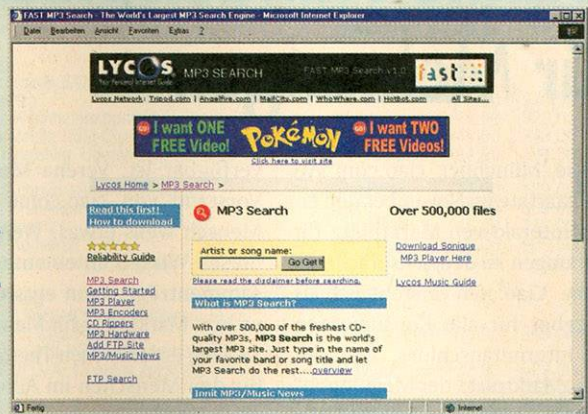 FAST MP3 Search - The World's Largest MP3 Search Engine - Microsoft Internet Explorer
Datei Bearbeiten Ansicht Favoriten Extras ?
LYCOS MP3 SEARCH FAST MP3 Search v1.0 fast
Your Personal Internet Guide
Lycos Network: Tripod.com | Angelfire.com | MailCity.com | WhoWhere.com | HotBot.com All Sites...
GO! I want ONE FREE Video! POKéMON GO! I want TWO FREE Videos!
Click here to visit site
Lycos Home > MP3 Search >
Read this first!
How to download
Reliability Guide
MP3 Search
Getting Started
MP3 Player
MP3 Encoders
CD Rippers
MP3 Hardware
Add FTP Site
MP3/Music News
FTP Search
MP3 Search
Artist or song name:
Go Get It
Please read the disclaimer before searching.
What is MP3 Search?
With over 500,000 of the freshest CD-
quality MP3s, MP3 Search is the world's
largest MP3 site. Just type in the name of
your favorite band or song title and let
MP3 Search do the rest....overview
Innit MP3/Music News
Over 500,000 files
Download Sonique
MP3 Player Here
Lycos Music Guide
Fertig Internet